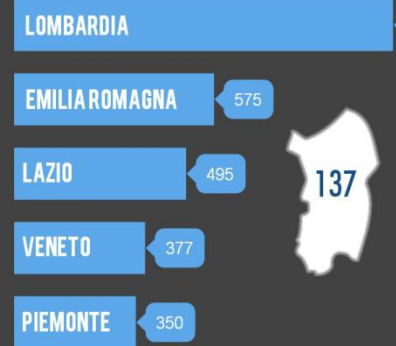 LOMBARDIA
EMILIA ROMAGNA 575
LAZIO 495
137
VENETO 377
PIEMONTE 350